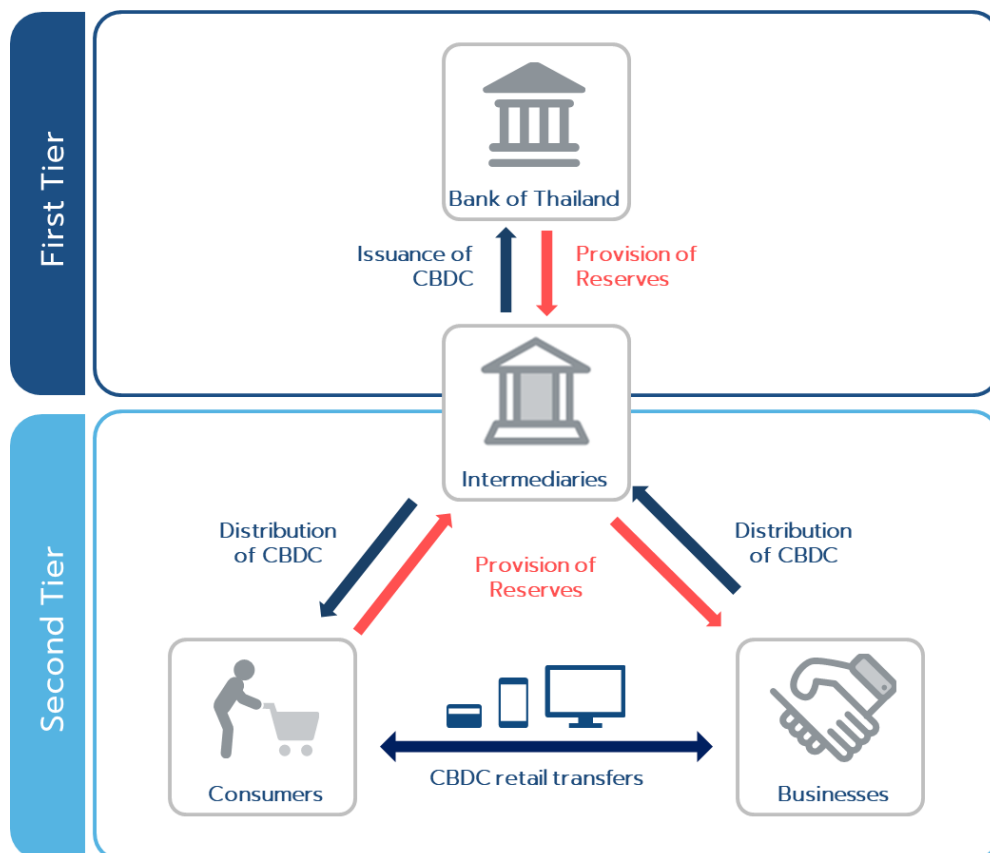 First Tier
Bank of Thailand
Issuance of
CBDC
Provision of
Reserves
Intermediaries
Second Tier
Distribution
of CBDC
Provision of
Reserves
Distribution
of CBDC
CBDC retail transfers
Consumers
Businesses